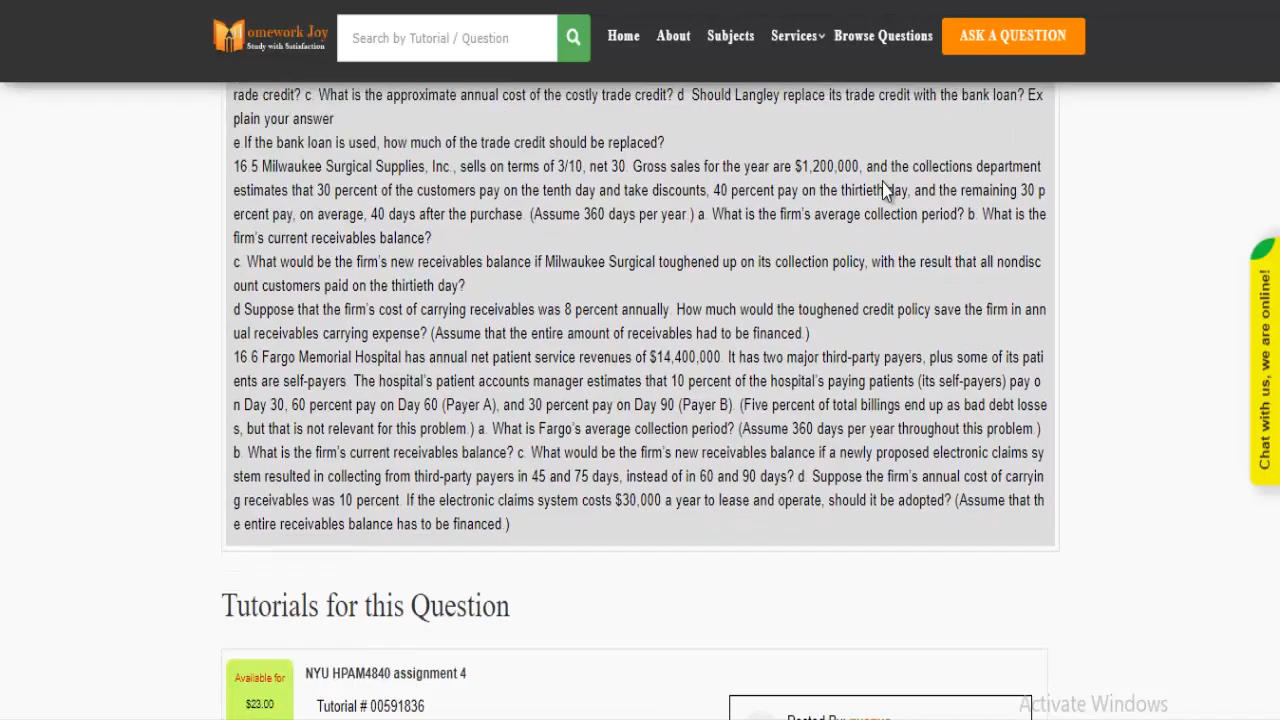 omework Joy
Study with Satisfaction
Search by Tutorial / Question
Home About Subjects Services Browse Questions ASK A QUESTION
rade credit? c. What is the approximate annual cost of the costly trade credit? d. Should Langley replace its trade credit with the bank loan? Ex
plain your answer
e If the bank loan is used, how much of the trade credit should be replaced?
16 5 Milwaukee Surgical Supplies, Inc., sells on terms of 3/10, net 30. Gross sales for the year are $1,200,000, and the collections department
estimates that 30 percent of the customers pay on the tenth day and take discounts, 40 percent pay on the thirtieth day, and the remaining 30 p
ercent pay, on average, 40 days after the purchase. (Assume 360 days per year.) a. What is the firm's average collection period? b. What is the
firm's current receivables balance?
c. What would be the firm's new receivables balance if Milwaukee Surgical toughened up on its collection policy, with the result that all nondisc
ount customers paid on the thirtieth day?
d Suppose that the firm's cost of carrying receivables was 8 percent annually. How much would the toughened credit policy save the firm in ann
ual receivables carrying expense? (Assume that the entire amount of receivables had to be financed.)
16 6 Fargo Memorial Hospital has annual net patient service revenues of $14,400,000. It has two major third-party payers, plus some of its pati
ents are self-payers. The hospital's patient accounts manager estimates that 10 percent of the hospital's paying patients (its self-payers) pay o
n Day 30, 60 percent pay on Day 60 (Payer A), and 30 percent pay on Day 90 (Payer B). (Five percent of total billings end up as bad debt losse
s, but that is not relevant for this problem.) a. What is Fargo's average collection period? (Assume 360 days per year throughout this problem.)
b. What is the firm's current receivables balance? c. What would be the firm's new receivables balance if a newly proposed electronic claims sy
stem resulted in collecting from third-party payers in 45 and 75 days, instead of in 60 and 90 days? d. Suppose the firm's annual cost of carryin
g receivables was 10 percent. If the electronic claims system costs $30,000 a year to lease and operate, should it be adopted? (Assume that th
e entire receivables balance has to be financed.)
Chat with us, we are online!
Tutorials for this Question
Available for
$23.00
NYU HPAM4840 assignment 4
Tutorial # 00591836
Posted By:
Activate Windows